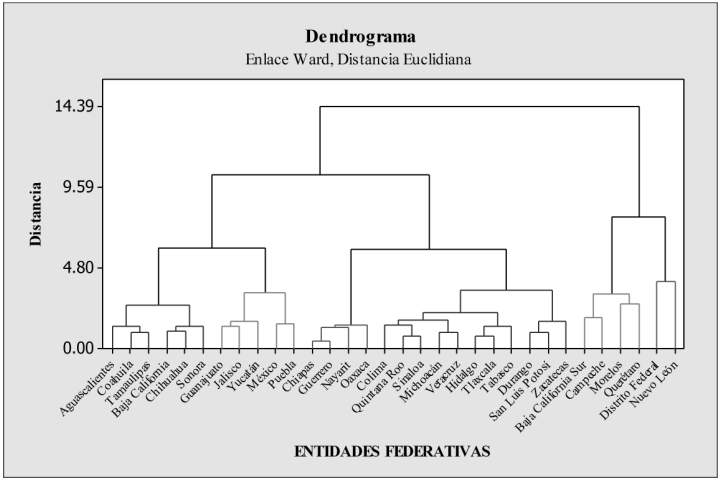 Dendrograma
Enlace Ward, Distancia Euclidiana
14.39
9.59
4.80
0.00
Distancia
Aguascalientes
Coahuila
Tamaulipas
Baja California
Chihuahua
Sonora
Guanajuato
Jalisco
Yucatán
México
Puebla
Chiapas
Guerrero
Nayarit
Oaxaca
Colima
Quintana Roo
Sinaloa
Michoacán
Veracruz
Hidalgo
Tlaxcala
Tabasco
Durango
San Luis Potosí
Zacatecas
Baja California Sur
Campeche
Morelos
Querétaro
Distrito Federal
Nuevo León
ENTIDADES FEDERATIVAS